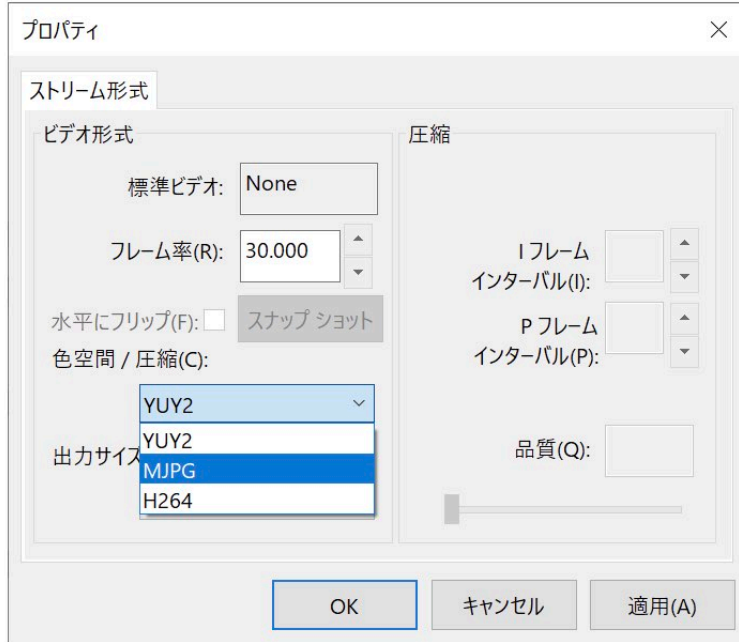 プロパティ
ストリーム形式
ビデオ形式
標準ビデオ:
None
フレーム率(R):
30.000
水平にフリップ(F):
スナップ ショット
色空間 / 圧縮(C):
YUY2
YUY2
MJPG
H264
出力サイズ
圧縮
I フレーム
インターバル(I):
P フレーム
インターバル(P):
品質(Q):
OK
キャンセル
適用(A)